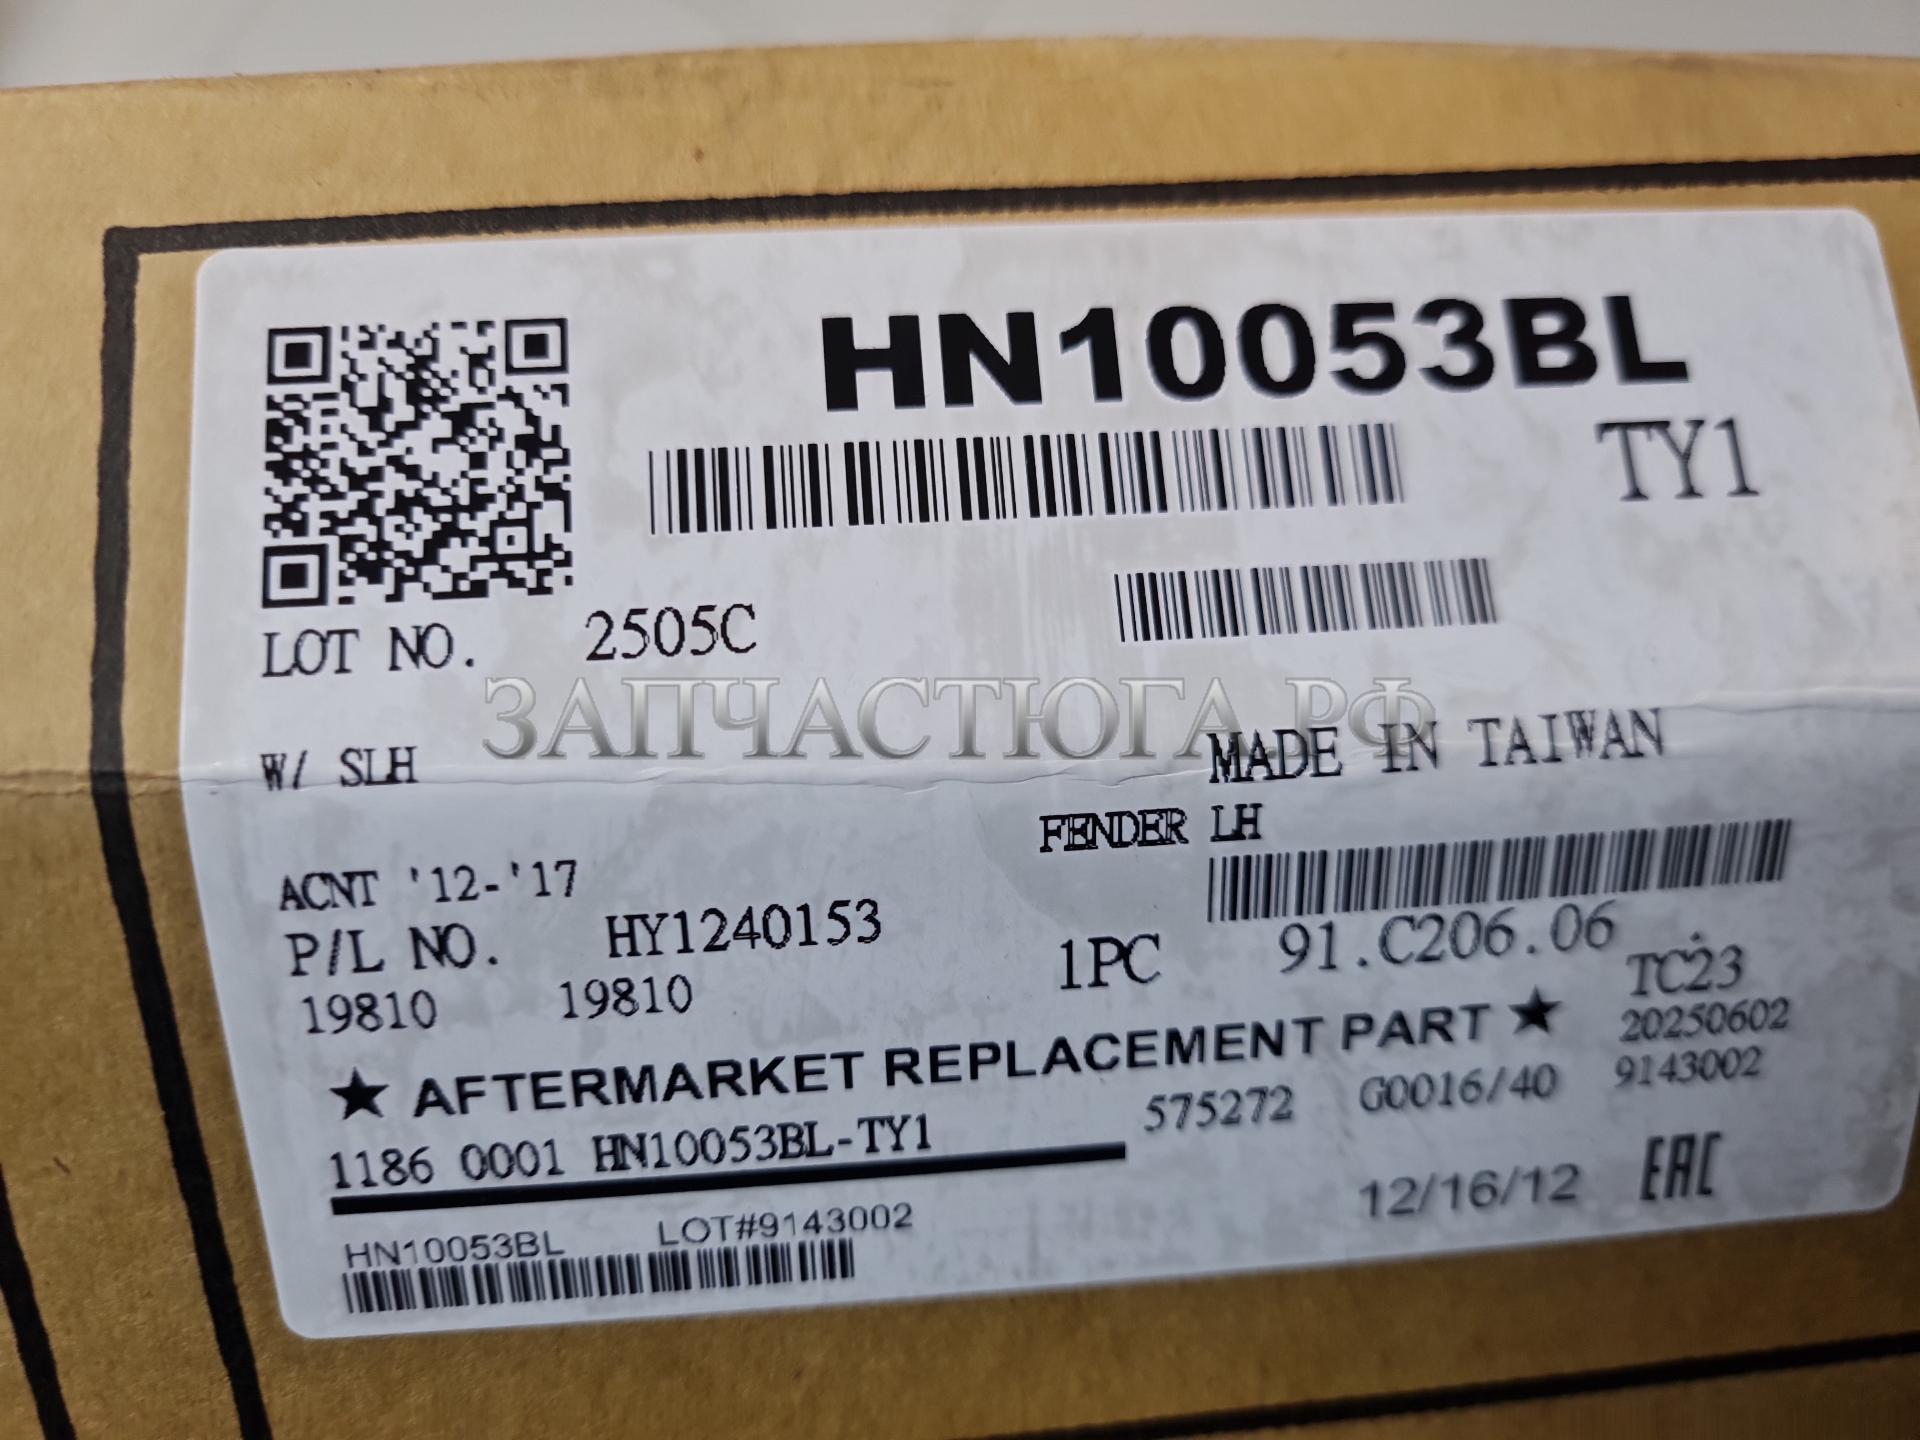 HN10053BL
TY1
LOT NO. 2505C
ЗАПЧАСТЮГА.РФ
W/ SLH
MADE IN TAIWAN
FENDER LH
ACNT '12-'17
P/L NO. HY1240153
1PC 91.C206.06
19810 19810
TC23
20250602
★ AFTERMARKET REPLACEMENT PART ★
575272 G0016/40 9143002
1186 0001 HN10053BL-TY1
12/16/12 EAC
HN10053BL LOT#9143002